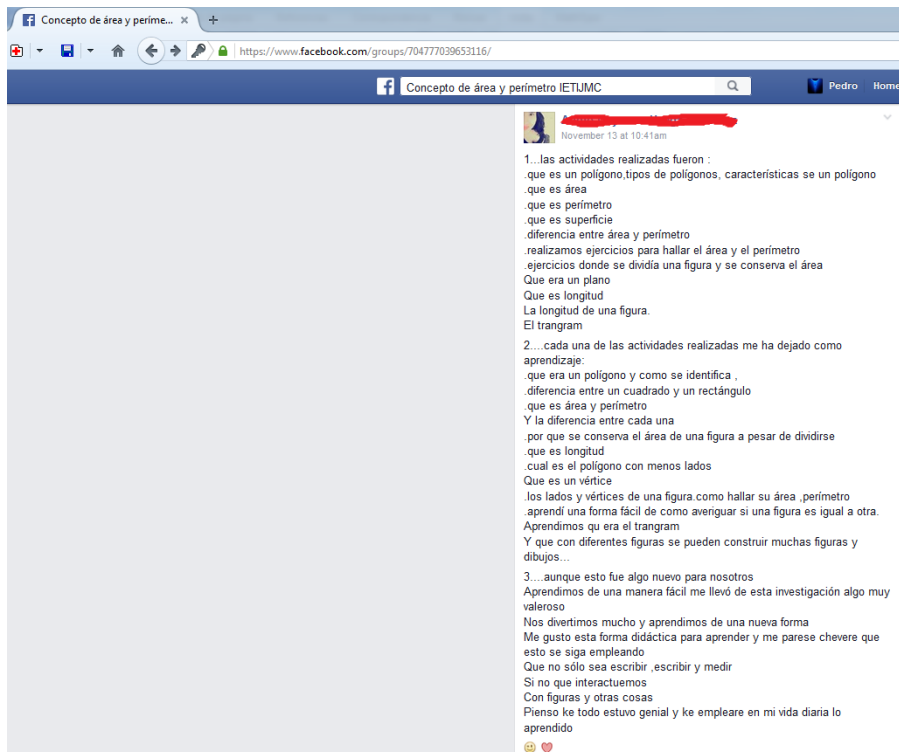 Concepto de área y períme... × +
https://www.facebook.com/groups/704777039653116/
Concepto de área y perímetro IETIJMC
Pedro Home
November 13 at 10:41am
1...las actividades realizadas fueron :
.que es un polígono,tipos de polígonos, características se un polígono
.que es área
.que es perímetro
.que es superficie
.diferencia entre área y perímetro
.realizamos ejercicios para hallar el área y el perímetro
.ejercicios donde se dividía una figura y se conserva el área
Que era un plano
Que es longitud
La longitud de una figura.
El trangram
2....cada una de las actividades realizadas me ha dejado como
aprendizaje:
.que era un polígono y como se identifica ,
.diferencia entre un cuadrado y un rectángulo
.que es área y perímetro
Y la diferencia entre cada una
.por que se conserva el área de una figura a pesar de dividirse
.que es longitud
.cual es el polígono con menos lados
Que es un vértice
.los lados y vértices de una figura.como hallar su área ,perímetro
.aprendí una forma fácil de como averiguar si una figura es igual a otra.
Aprendimos qu era el trangram
Y que con diferentes figuras se pueden construir muchas figuras y
dibujos...
3....aunque esto fue algo nuevo para nosotros
Aprendimos de una manera fácil me llevó de esta investigación algo muy
valeroso
Nos divertimos mucho y aprendimos de una nueva forma
Me gusto esta forma didáctica para aprender y me parese chevere que
esto se siga empleando
Que no sólo sea escribir ,escribir y medir
Si no que interactuemos
Con figuras y otras cosas
Pienso ke todo estuvo genial y ke empleare en mi vida diaria lo
aprendido